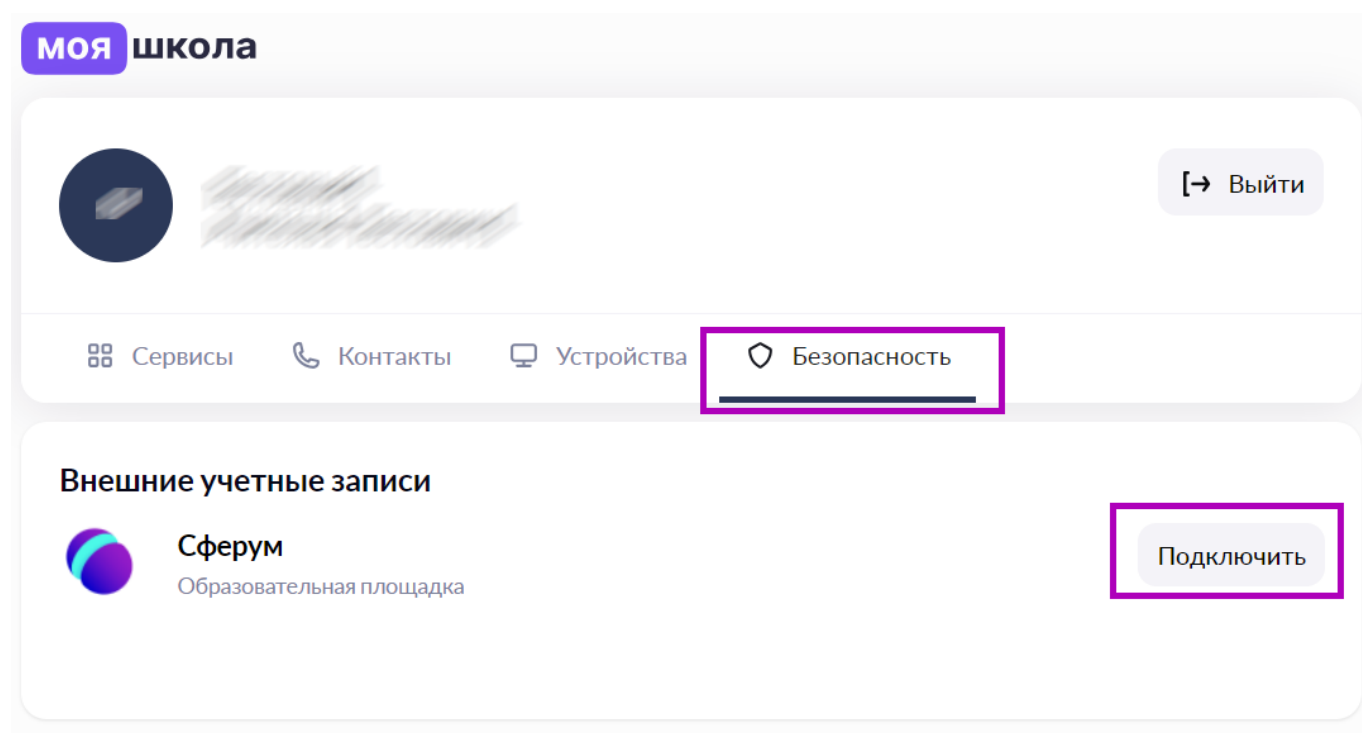 моя школа
Выйти
Сервисы Контакты Устройства Безопасность
Внешние учетные записи
Сферум
Образовательная площадка
Подключить